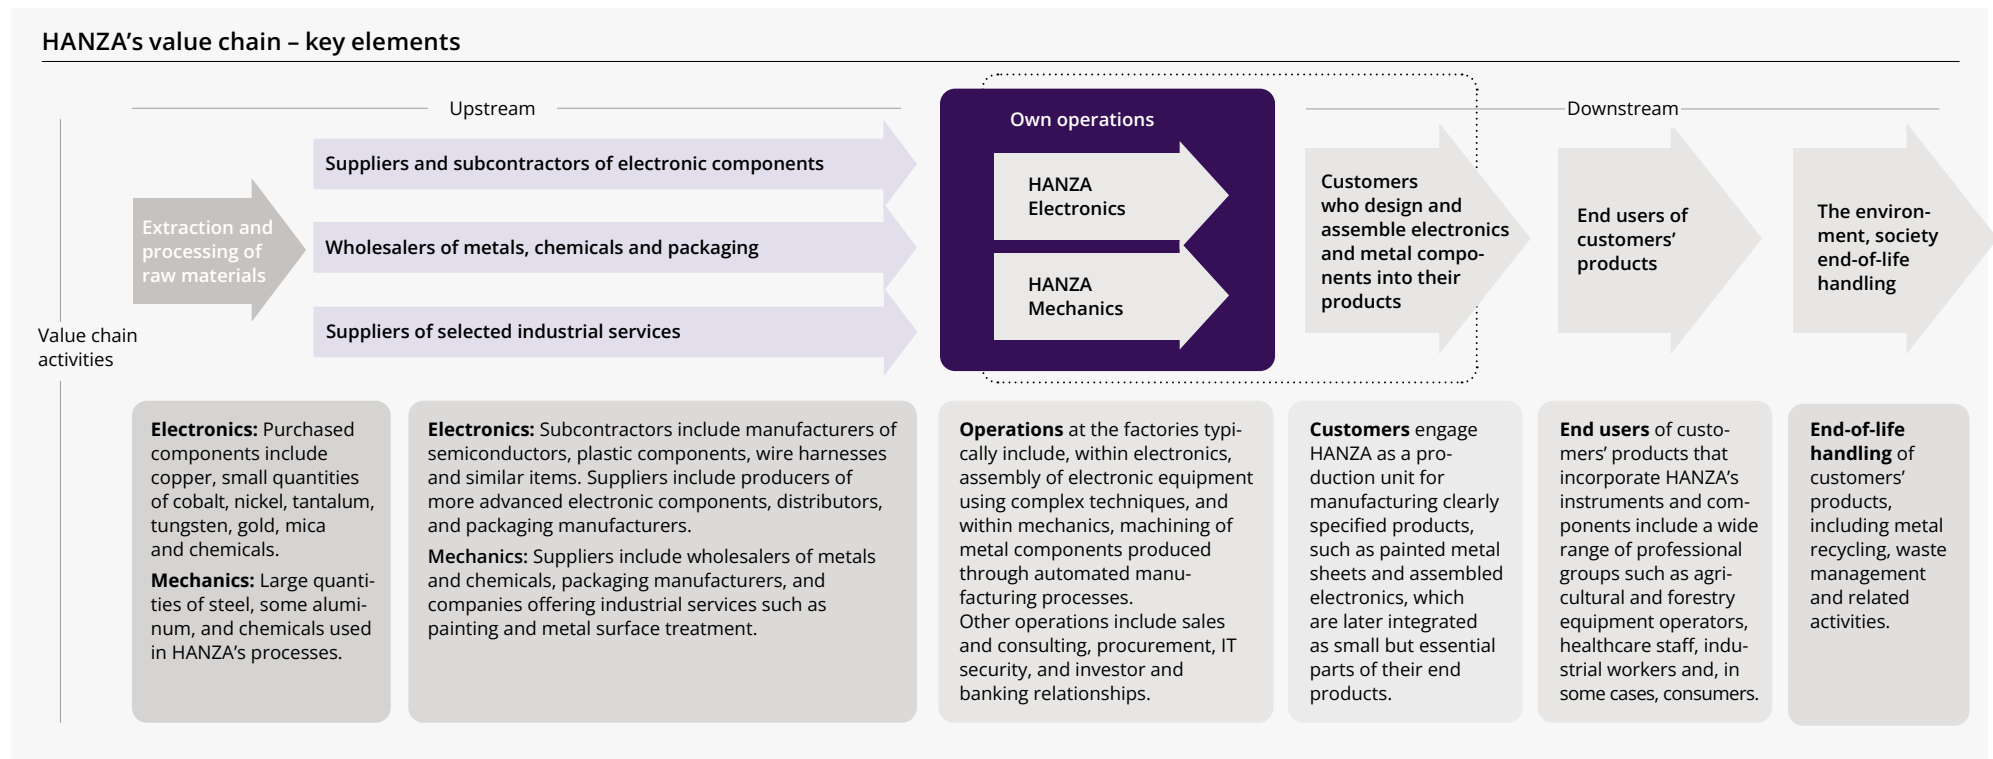 HANZA’s value chain – key elements
Upstream
Own operations
Downstream
Value chain
activities
Extraction and
processing of
raw materials
Suppliers and subcontractors of electronic components
Wholesalers of metals, chemicals and packaging
Suppliers of selected industrial services
HANZA
Electronics
HANZA
Mechanics
Customers
who design and
assemble electronics
and metal compo-
nents into their
products
End users of
customers’
products
The environ-
ment, society
end-of-life
handling
Electronics: Purchased
components include
copper, small quantities
of cobalt, nickel, tantalum,
tungsten, gold, mica
and chemicals.
Mechanics: Large quanti-
ties of steel, some alumi-
num, and chemicals used
in HANZA’s processes.
Electronics: Subcontractors include manufacturers of
semiconductors, plastic components, wire harnesses
and similar items. Suppliers include producers of
more advanced electronic components, distributors,
and packaging manufacturers.
Mechanics: Suppliers include wholesalers of metals
and chemicals, packaging manufacturers, and
companies offering industrial services such as
painting and metal surface treatment.
Operations at the factories typi-
cally include, within electronics,
assembly of electronic equipment
using complex techniques, and
within mechanics, machining of
metal components produced
through automated manu-
facturing processes.
Other operations include sales
and consulting, procurement, IT
security, and investor and
banking relationships.
Customers engage
HANZA as a pro-
duction unit for
manufacturing clearly
specified products,
such as painted metal
sheets and assembled
electronics, which
are later integrated
as small but essential
parts of their end
products.
End users of custo-
mers’ products that
incorporate HANZA’s
instruments and com-
ponents include a wide
range of professional
groups such as agri-
cultural and forestry
equipment operators,
healthcare staff, indu-
strial workers and, in
some cases, consumers.
End-of-life
handling of
customers’
products,
including metal
recycling, waste
management
and related
activities.